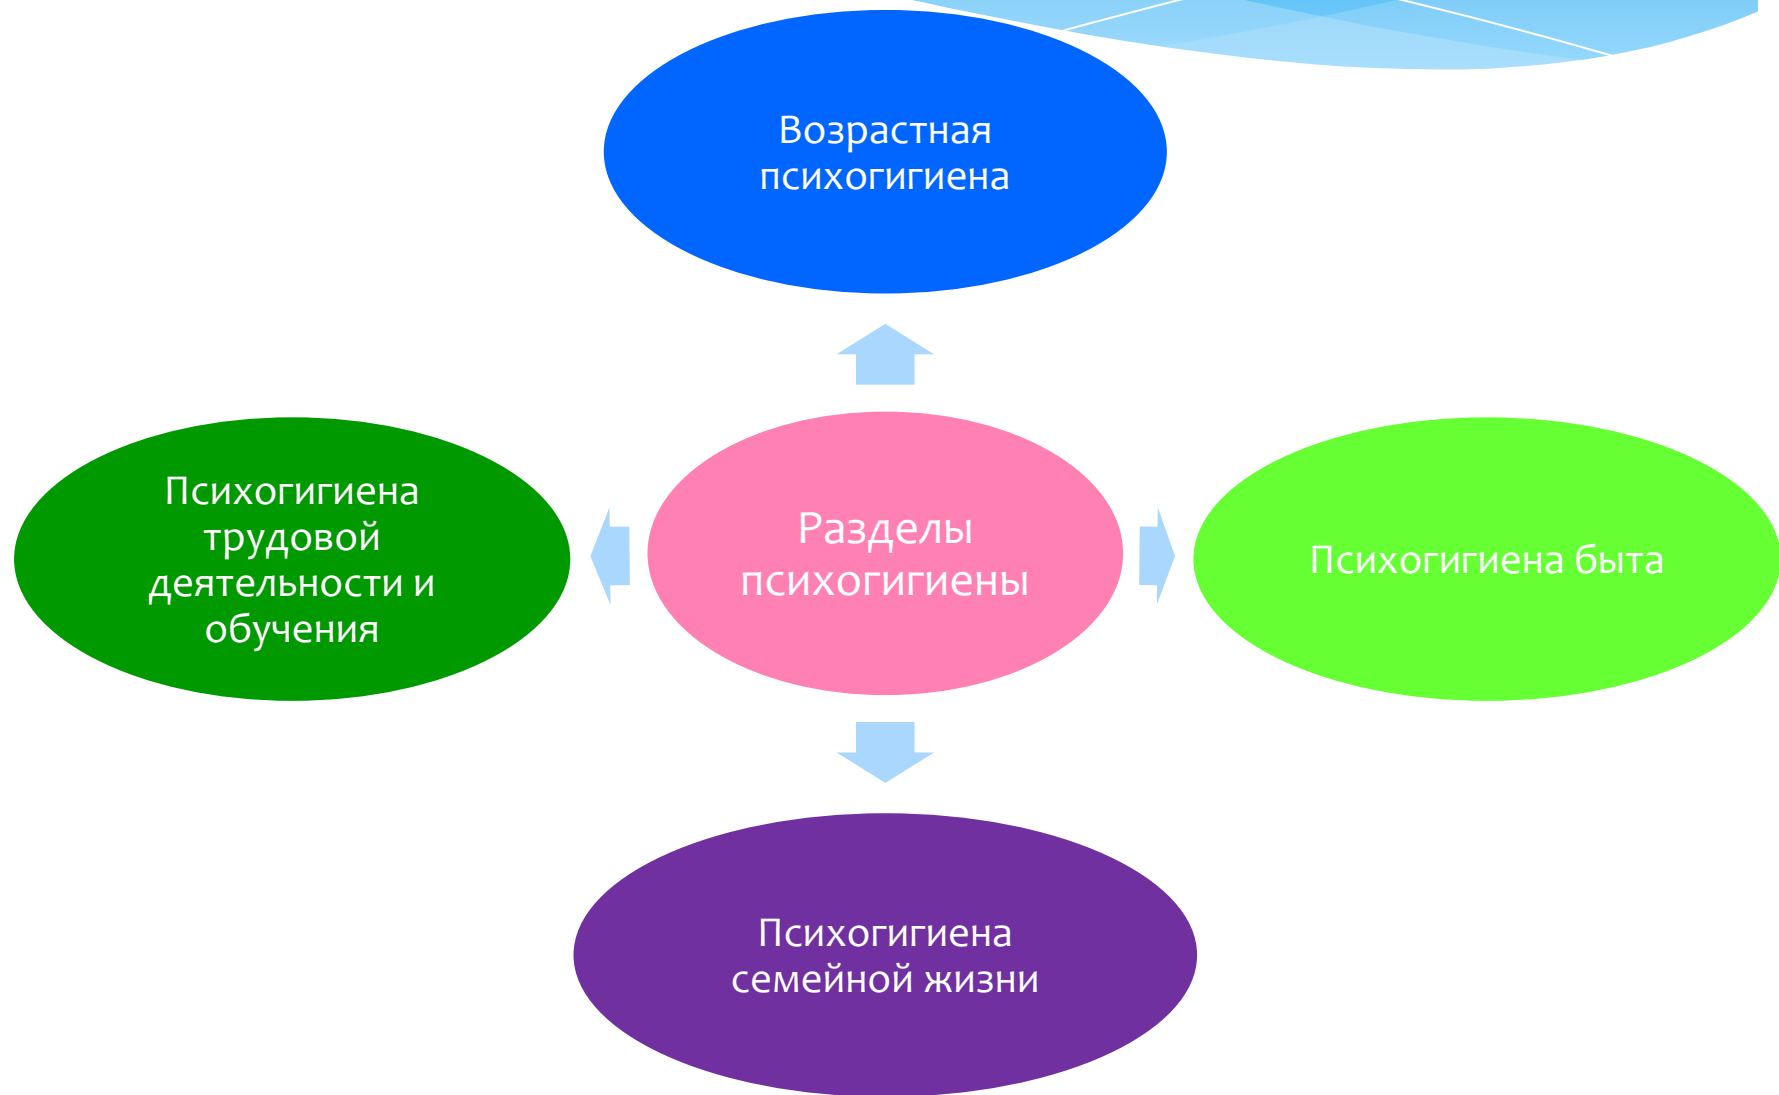 Возрастная
психогигиена
Психогигиена
трудовой
деятельности и
обучения
Разделы
психогигиены
Психогигиена быта
Психогигиена
семейной жизни